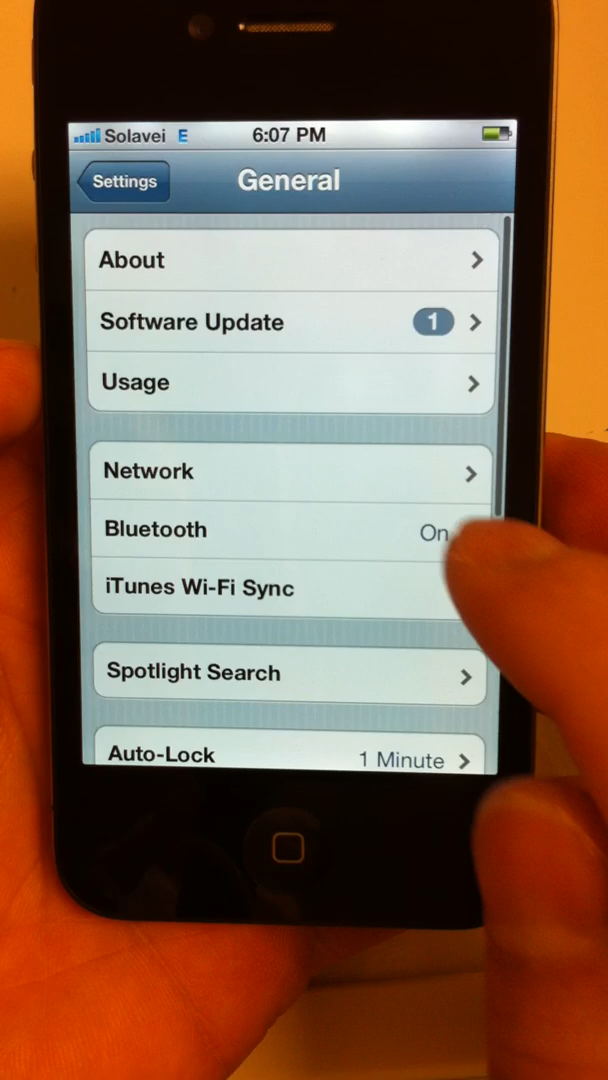 Solavei E 6:07 PM
Settings General
About
Software Update 1
Usage
Network
Bluetooth On
iTunes Wi-Fi Sync
Spotlight Search
Auto-Lock 1 Minute